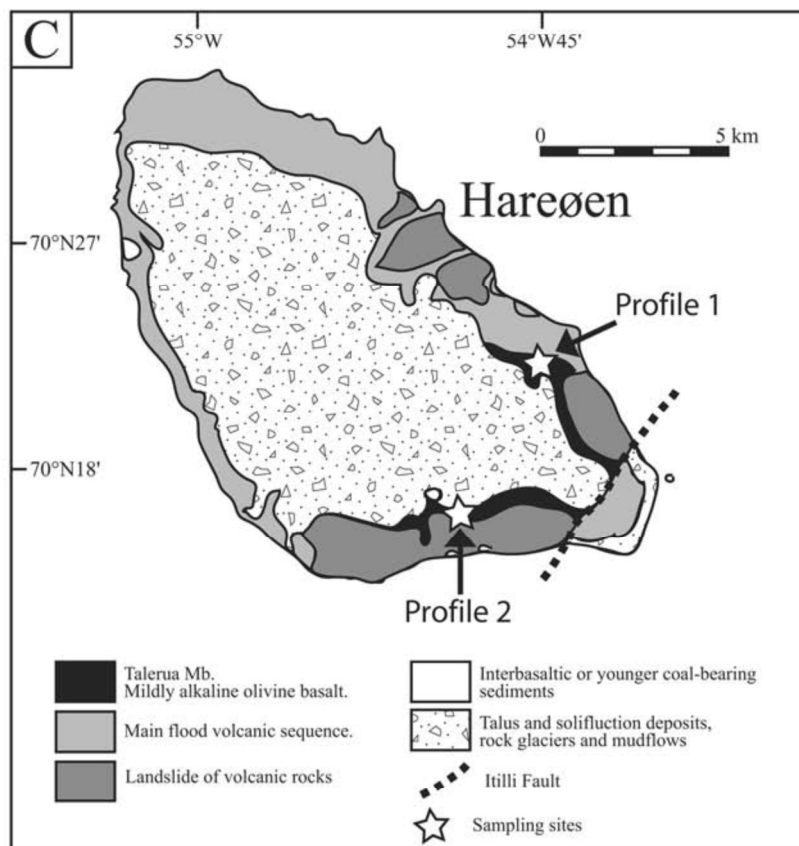 C
55°W
54°W45'
0
5 km
Hareøen
70°N27'
Profile 1
70°N18'
Profile 2
Talerua Mb.
Mildly alkaline olivine basalt.
Main flood volcanic sequence.
Landslide of volcanic rocks
Interbasaltic or younger coal-bearing
sediments
Talus and solifluction deposits,
rock glaciers and mudflows
Itilli Fault
Sampling sites